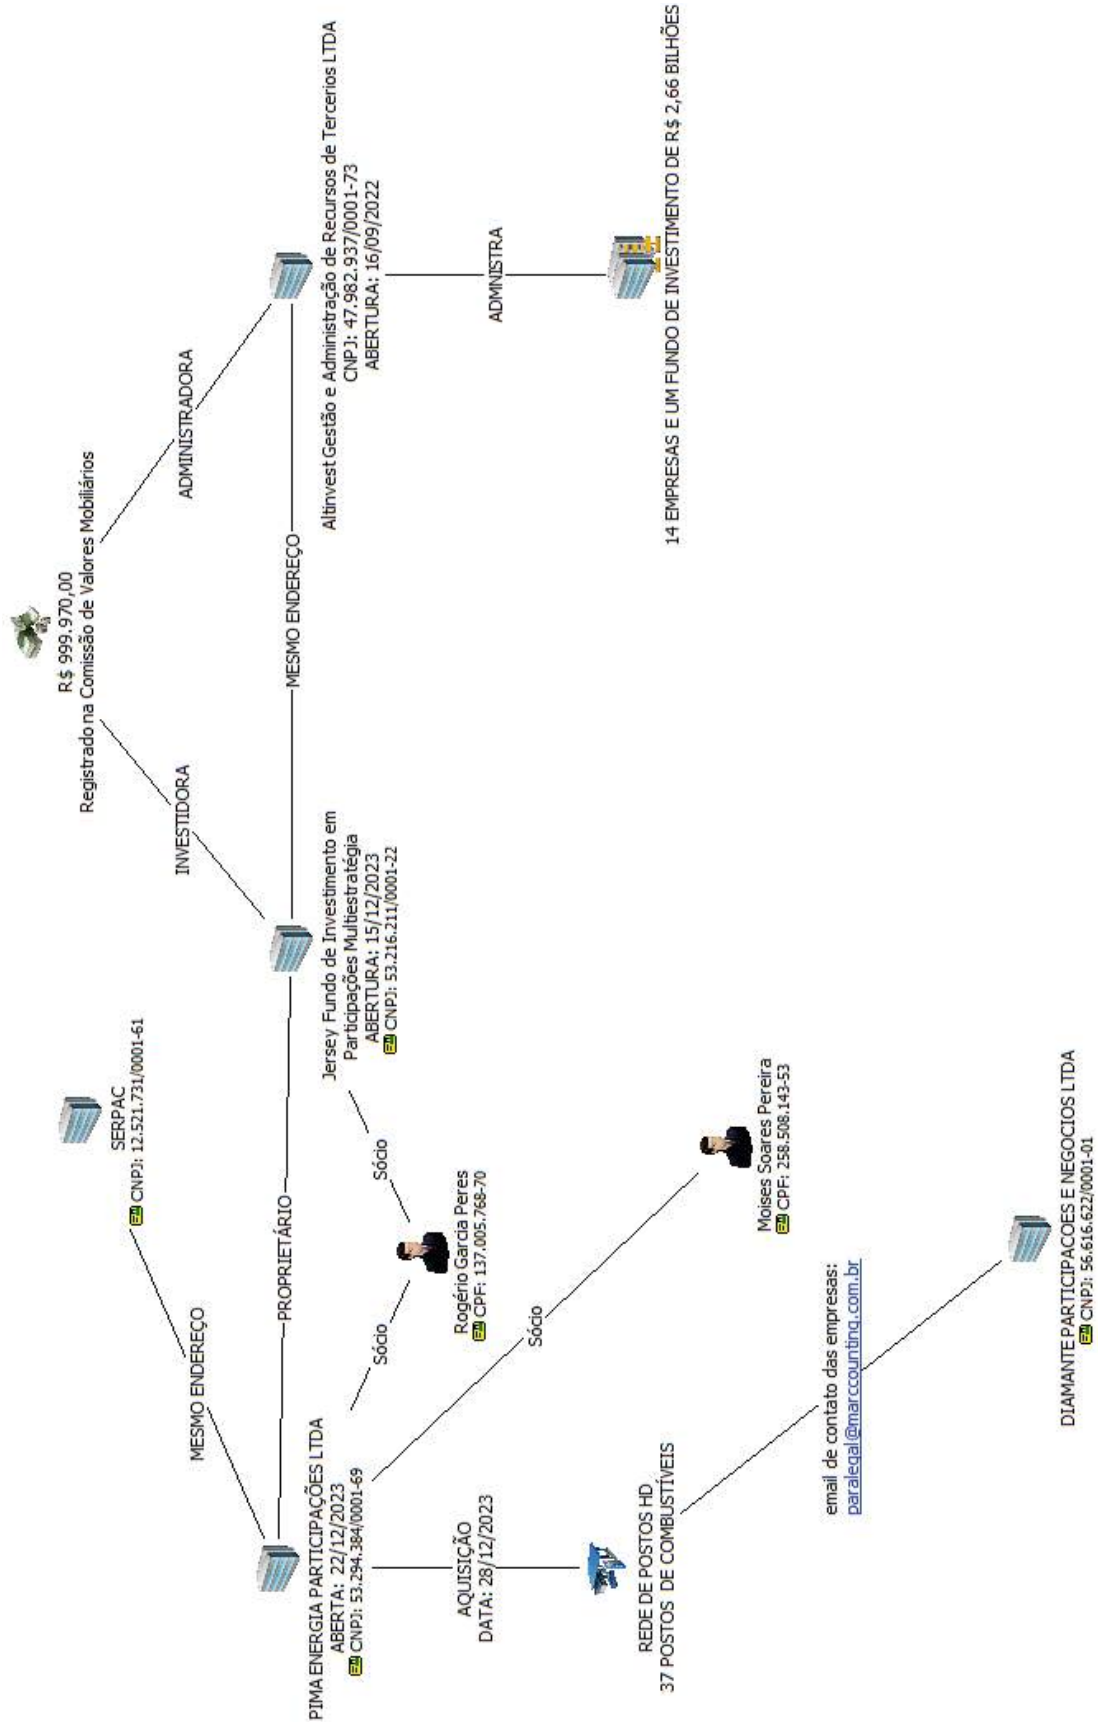 R$ 999.970,00
Registrado na Comissão de Valores Mobiliários
INVESTIDORA
ADMINISTRADORA
SERPAC
CNPJ: 12.521.731/0001-61
MESMO ENDEREÇO
PROPRIETÁRIO
MESMO ENDEREÇO
PIMA ENERGIA PARTICIPAÇÕES LTDA
ABERTA: 22/12/2023
CNPJ: 53.294.384/0001-69
Jersey Fundo de Investimento em
Participações Multiestratégia
ABERTURA: 15/12/2023
CNPJ: 53.216.211/0001-22
Altinvest Gestão e Administração de Recursos de Tercerios LTDA
CNPJ: 47.982.937/0001-73
ABERTURA: 16/09/2022
Sócio
Sócio
Rogério Garcia Peres
CPF: 137.005.768-70
AQUISIÇÃO
DATA: 28/12/2023
Sócio
ADMNISTRA
REDE DE POSTOS HD
37 POSTOS DE COMBUSTÍVEIS
Moises Soares Pereira
CPF: 258.508.143-53
14 EMPRESAS E UM FUNDO DE INVESTIMENTO DE R$ 2,66 BILHÕES
email de contato das empresas:
paralegal@marccounting.com.br
DIAMANTE PARTICIPACOES E NEGOCIOS LTDA
CNPJ: 56.616.622/0001-01